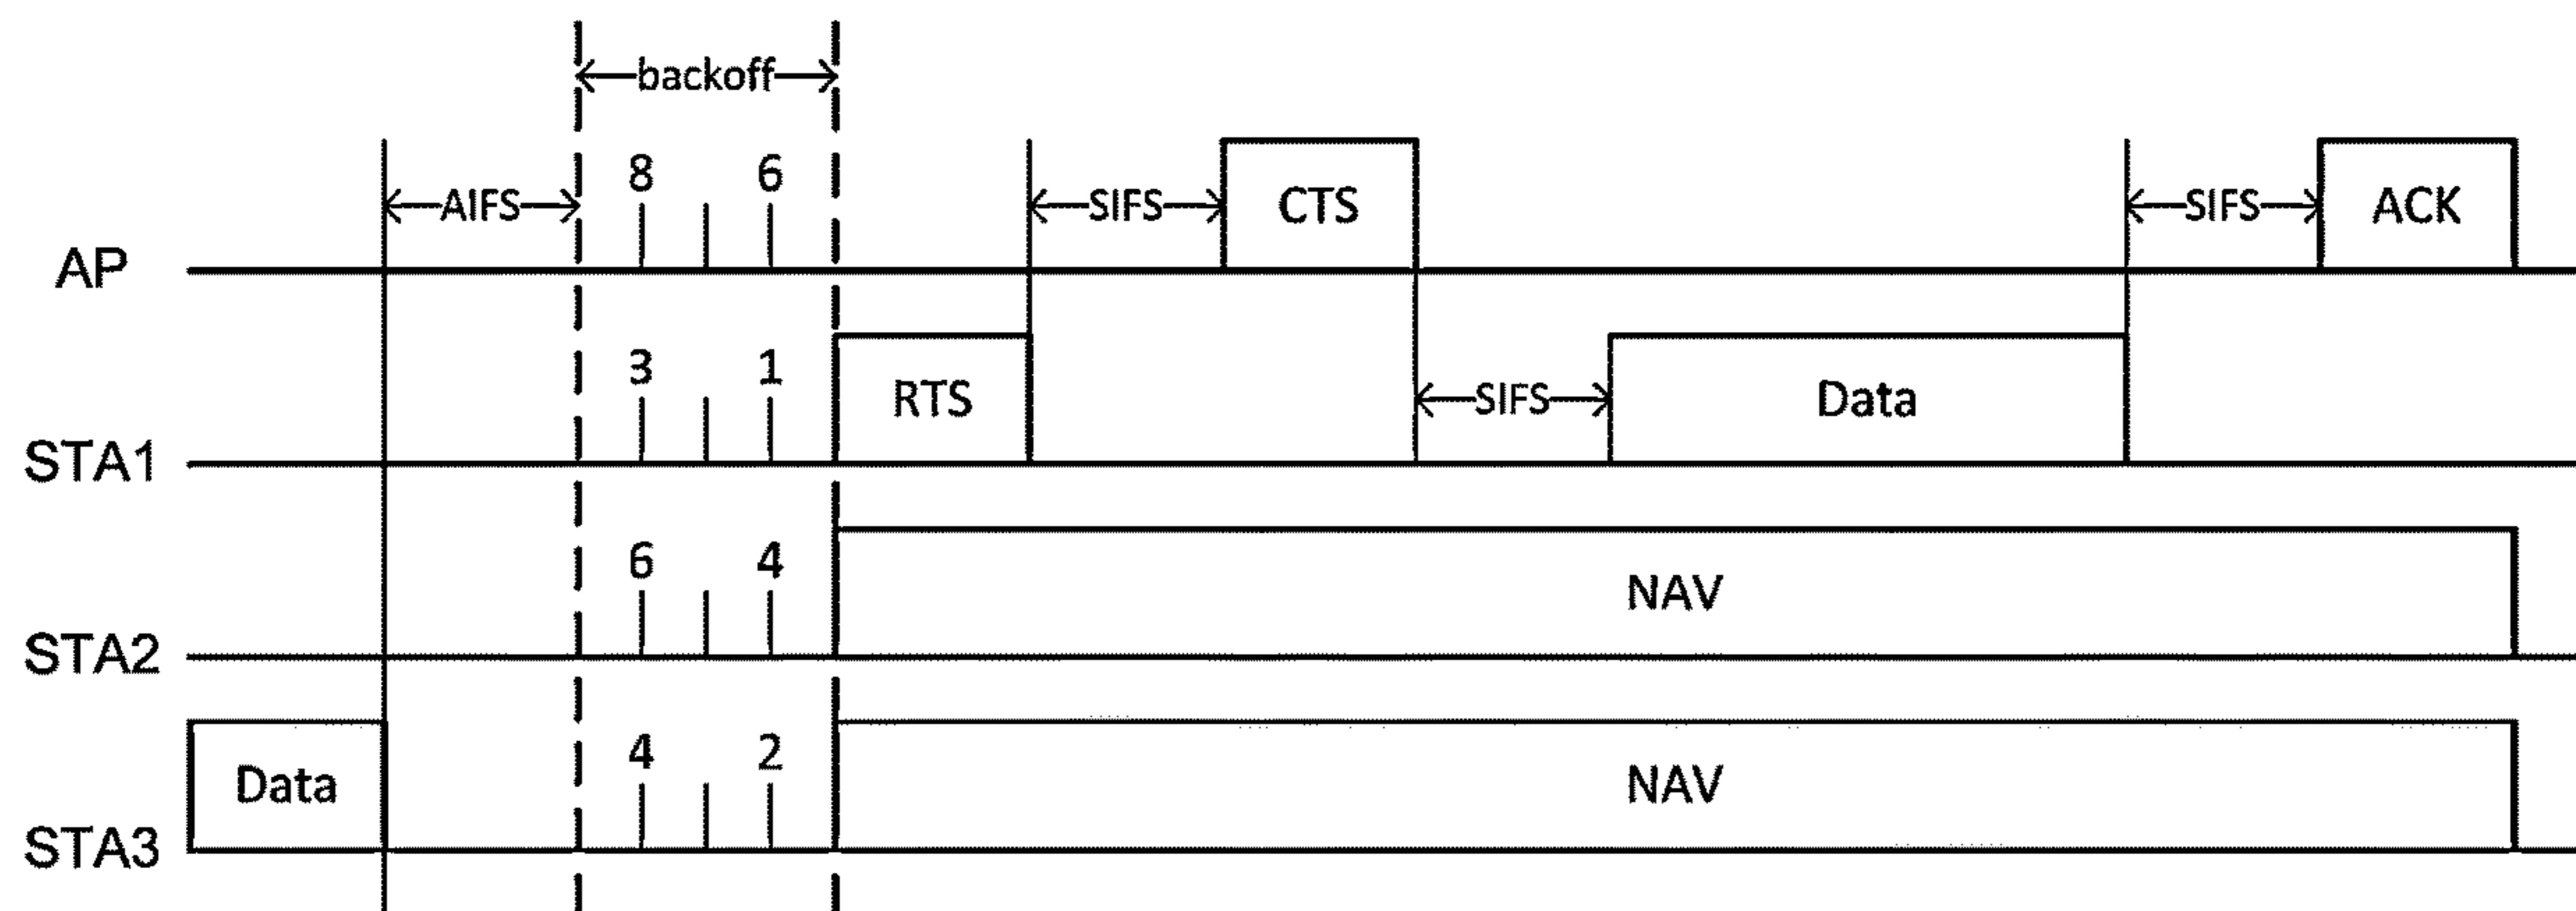 backoff
8 6
AIFS SIFS CTS SIFS ACK
AP
3 1
RTS SIFS Data
STA1
6 4
NAV
STA2
4 2
Data NAV
STA3